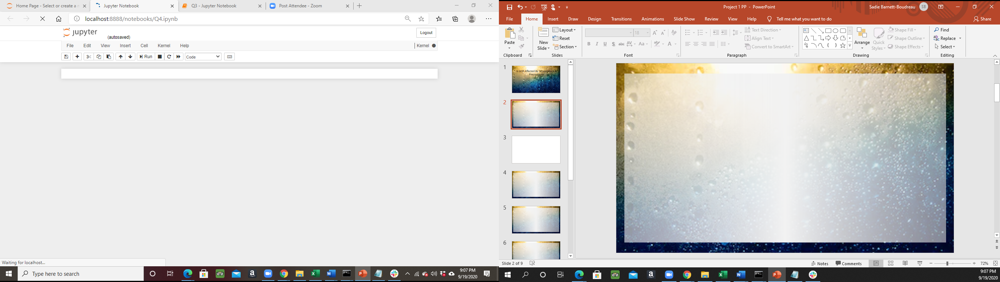 Home Page - Select or create a n
Jupyter Notebook
Q3 - Jupyter Notebook
Post Attendee - Zoom
localhost:8888/notebooks/Q4.ipynb
jupyter
(autosaved)
Logout
File Edit View Insert Cell Kernel Help
Kernel
Run
Code
Waiting for localhost...
Type here to search
9:07 PM
9/19/2020
Project 1 PP - PowerPoint
Sadie Barnett-Boudreau
SB
File Home Insert Draw Design Transitions Animations Slide Show Review View Help Tell me what you want to do
Share
Paste
Clipboard
New
Slide
Layout
Reset
Section
Slides
18
B I U S abc AV Aa A
Font
Text Direction
Align Text
Convert to SmartArt
Paragraph
Arrange
Quick
Styles
Shape Fill
Shape Outline
Shape Effects
Drawing
Find
Replace
Select
Editing
1
Is GDP Affected By Temperature &
Precipitation
2
3
4
5
6
Slide 2 of 9
Notes
Comments
72%
9:07 PM
9/19/2020